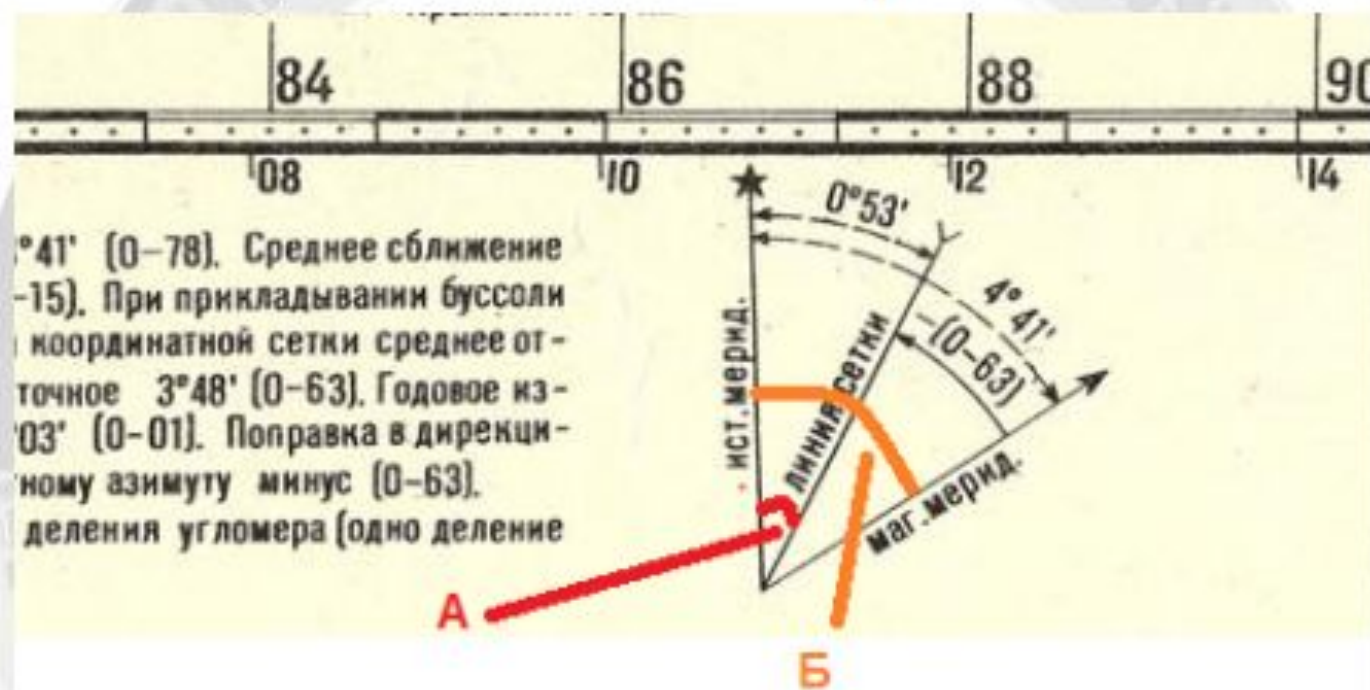 84 86 88 90
08 10 12 14
0°53'
4°41'
-(0-63)
ист. мерид.
линия сетки
маг. мерид.
°41' (0-78). Среднее сближение
-15). При прикладывании буссоли
координатной сетки среднее от-
точное 3°48' (0-63). Годовое из-
'03' (0-01). Поправка в дирекци-
ному азимуту минус (0-63).
деления угломера (одно деление
А
Б